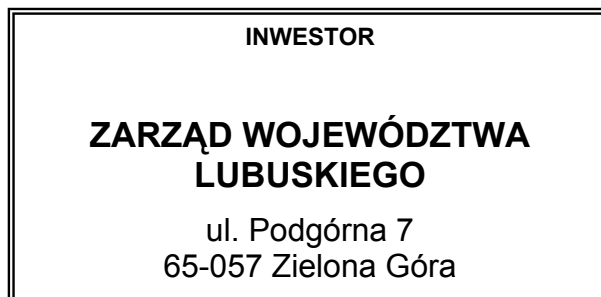 INWESTOR
ZARZĄD WOJEWÓDZTWA
LUBUSKIEGO
ul. Podgórna 7
65-057 Zielona Góra